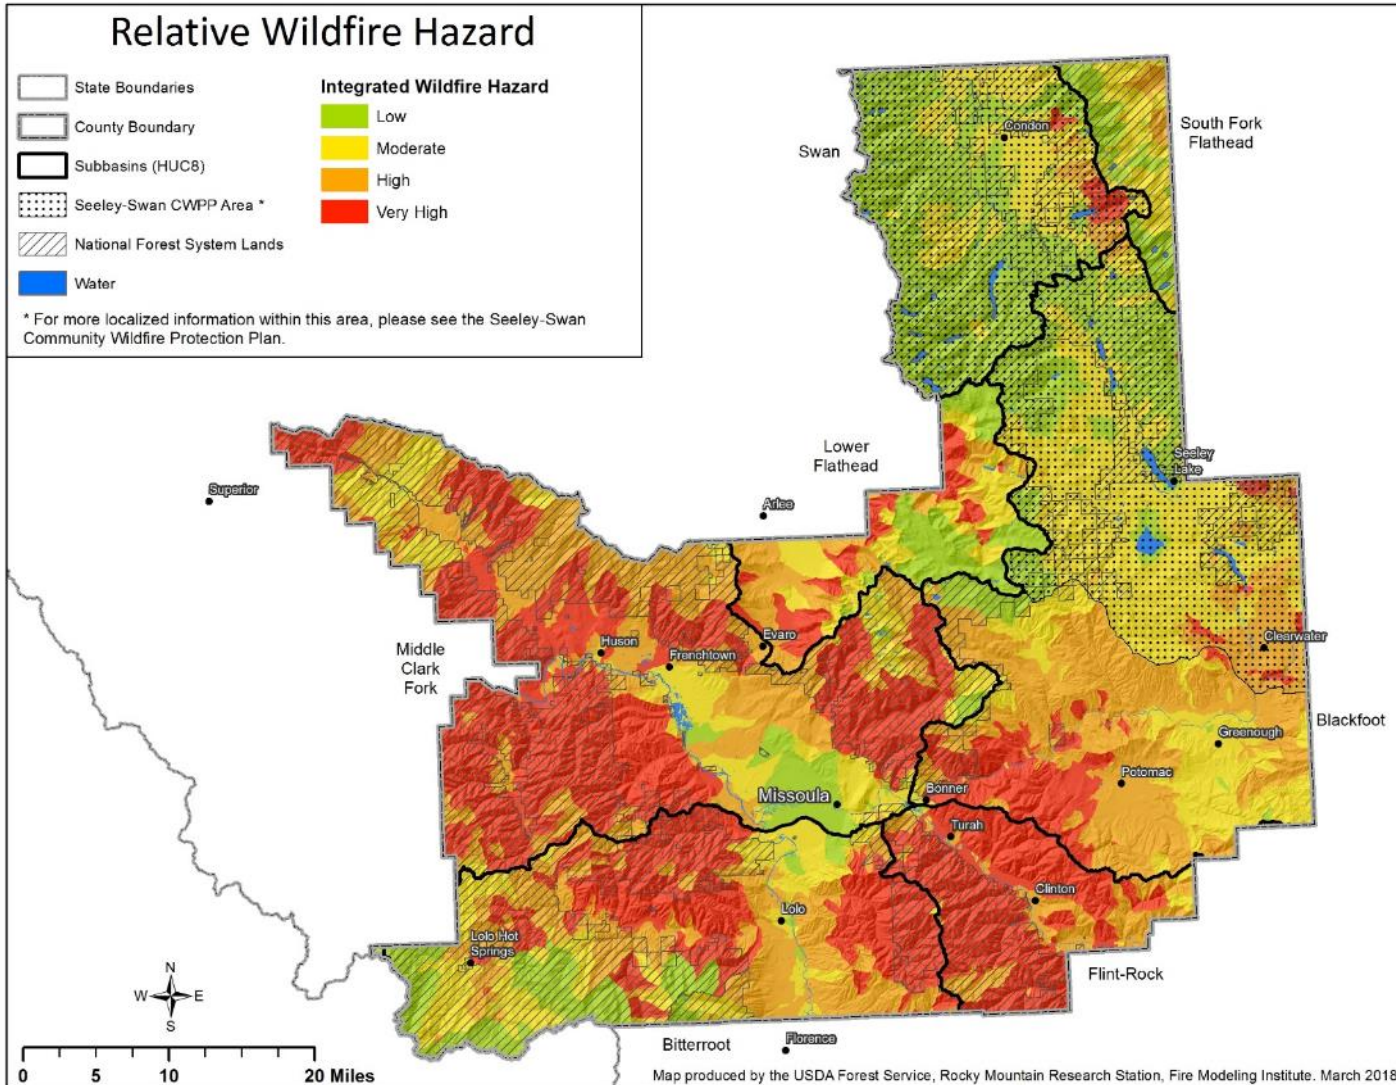 Relative Wildfire Hazard
State Boundaries
County Boundary
Subbasins (HUC8)
Seeley-Swan CWPP Area *
National Forest System Lands
Water
Integrated Wildfire Hazard
Low
Moderate
High
Very High
* For more localized information within this area, please see the Seeley-Swan
Community Wildfire Protection Plan.
South Fork
Flathead
Condon
Swan
Lower
Flathead
Seeley
Lake
Superior
Arlee
Middle
Clark
Fork
Huson
Frenchtown
Evaro
Clearwater
Blackfoot
Greenough
Potomac
Missoula
Bonner
Turah
Clinton
Lolo
Lolo Hot
Springs
Flint-Rock
Bitterroot
Florence
N
W
E
S
0
5
10
20 Miles
Map produced by the USDA Forest Service, Rocky Mountain Research Station, Fire Modeling Institute. March 2018